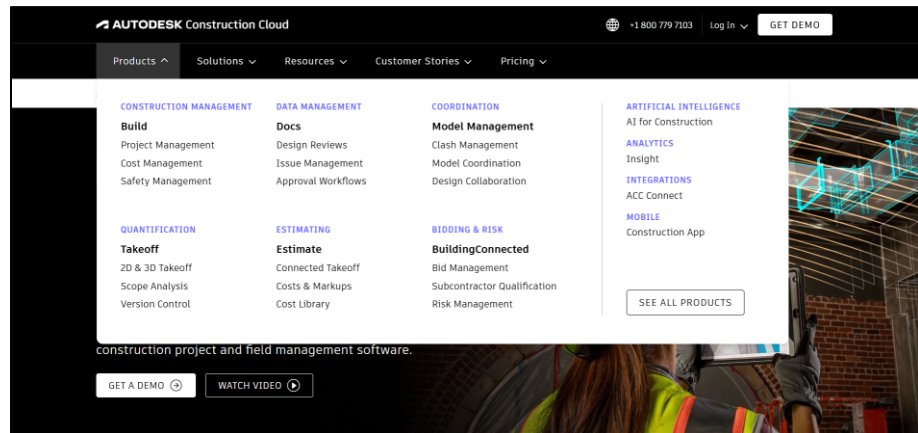 AUTODESK Construction Cloud
+1 800 779 7103
Log In
GET DEMO
Products
Solutions
Resources
Customer Stories
Pricing
CONSTRUCTION MANAGEMENT
Build
Project Management
Cost Management
Safety Management
DATA MANAGEMENT
Docs
Design Reviews
Issue Management
Approval Workflows
COORDINATION
Model Management
Clash Management
Model Coordination
Design Collaboration
QUANTIFICATION
Takeoff
2D & 3D Takeoff
Scope Analysis
Version Control
ESTIMATING
Estimate
Connected Takeoff
Costs & Markups
Cost Library
BIDDING & RISK
BuildingConnected
Bid Management
Subcontractor Qualification
Risk Management
ARTIFICIAL INTELLIGENCE
AI for Construction
ANALYTICS
Insight
INTEGRATIONS
ACC Connect
MOBILE
Construction App
SEE ALL PRODUCTS
construction project and field management software.
GET A DEMO
WATCH VIDEO